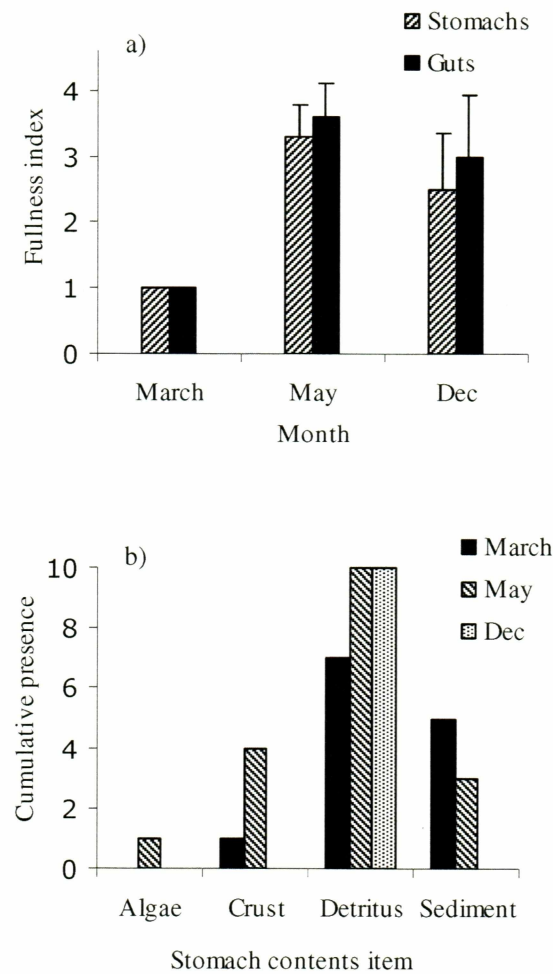 a)
Stomachs
Guts
Fullness index
4
3
2
1
0
March May Dec
Month
b)
March
May
Dec
Cumulative presence
10
8
6
4
2
0
Algae Crust Detritus Sediment
Stomach contents item